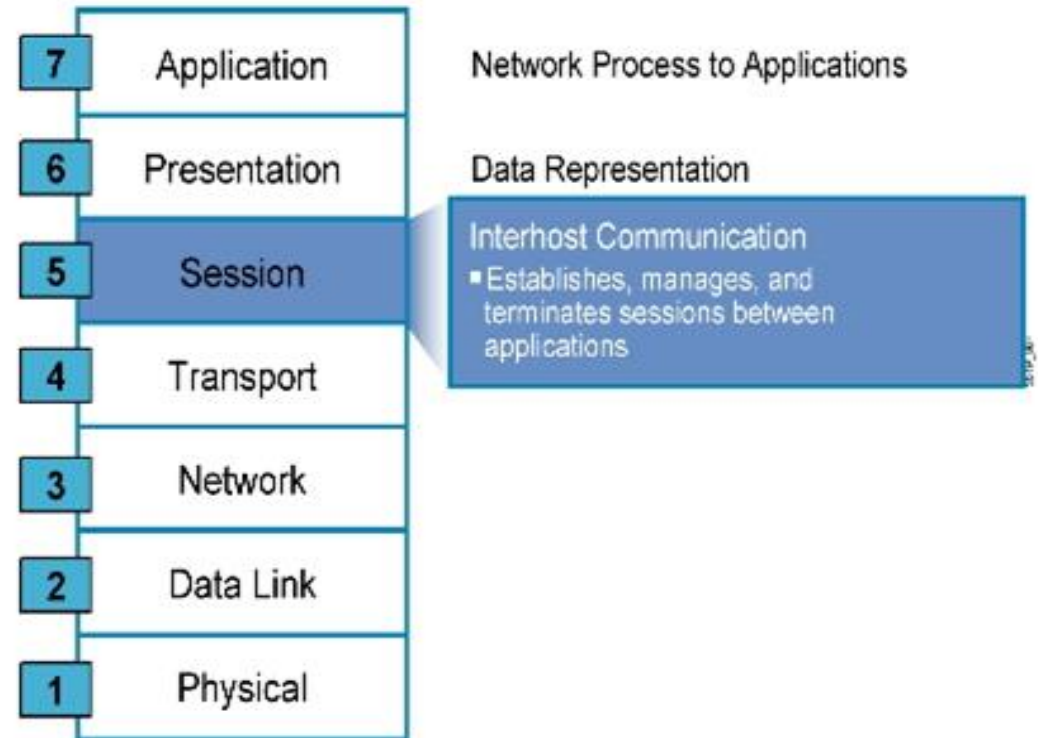 7 Application Network Process to Applications
6 Presentation Data Representation
5 Session Interhost Communication
▪ Establishes, manages, and
terminates sessions between
applications
4 Transport
3 Network
2 Data Link
1 Physical